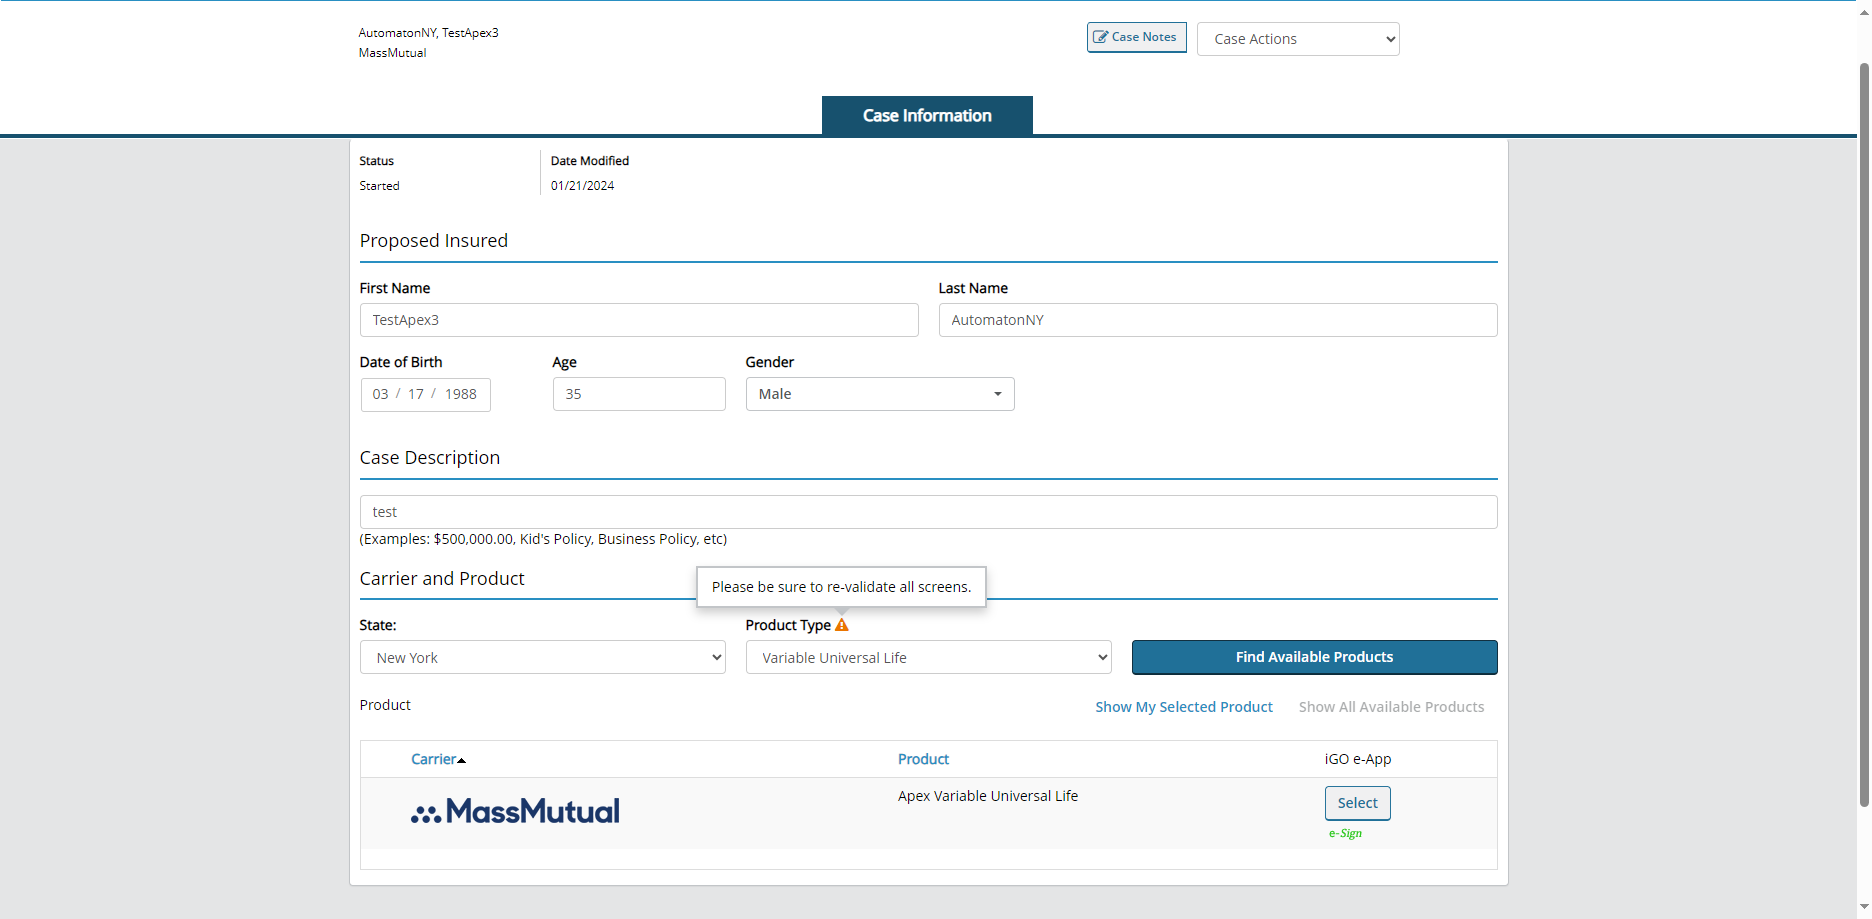 AutomatonNY, TestApex3
MassMutual
Case Notes
Case Actions
Case Information
Status
Date Modified
Started
01/21/2024
Proposed Insured
First Name
Last Name
TestApex3
AutomatonNY
Date of Birth
Age
Gender
03 / 17 / 1988
35
Male
Case Description
test
(Examples: $500,000.00, Kid's Policy, Business Policy, etc)
Carrier and Product
Please be sure to re-validate all screens.
State:
Product Type
New York
Variable Universal Life
Find Available Products
Product
Show My Selected Product
Show All Available Products
Carrier
Product
iGO e-App
MassMutual
Apex Variable Universal Life
Select
e-Sign